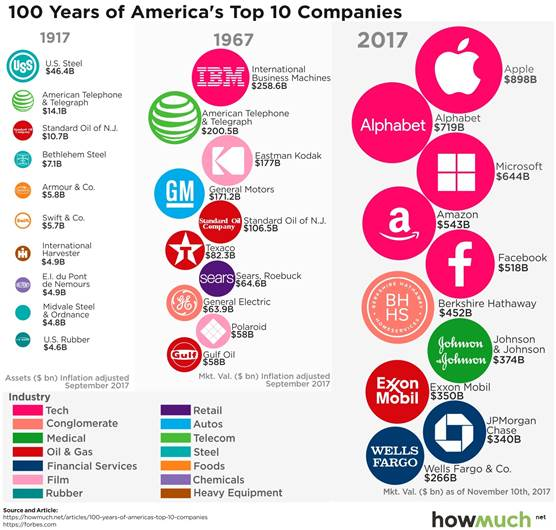 100 Years of America's Top 10 Companies
howmuch.net
1917
U.S. Steel
$46.4B
American Telephone
& Telegraph
$14.1B
Standard Oil of N.J.
$10.7B
Bethlehem Steel
$7.1B
Armour & Co.
$5.8B
Swift & Co.
$5.7B
International
Harvester
$4.9B
E.I. du Pont
de Nemours
$4.9B
Midvale Steel
& Ordnance
$4.8B
U.S. Rubber
$4.6B
Assets ($ bn) Inflation adjusted
September 2017
1967
IBM
International
Business Machines
$258.6B
American Telephone
& Telegraph
$200.5B
K
Eastman Kodak
$177B
GM
General Motors
$171.2B
Standard Oil
Company
Standard Oil of N.J.
$106.5B
T
Texaco
$82.3B
sears
Sears, Roebuck
$64.6B
GE
General Electric
$63.9B
Polaroid
$58B
Gulf
Gulf Oil
$58B
Mkt. Val. ($ bn) Inflation adjusted
September 2017
2017
Apple
$898B
Alphabet
Alphabet
$719B
Microsoft
$644B
a
Amazon
$543B
f
Facebook
$518B
BERKSHIRE HATHAWAY
BH
HS
HOMESERVICES
Berkshire Hathaway
$452B
Johnson
& Johnson
Johnson
& Johnson
$374B
Exxon
Mobil
Exxon Mobil
$350B
JPMorgan
Chase
$340B
WELLS
FARGO
Wells Fargo & Co.
$266B
Mkt. Val. ($ bn) as of November 10th, 2017
Industry
Tech
Conglomerate
Medical
Oil & Gas
Financial Services
Film
Rubber
Retail
Autos
Telecom
Steel
Foods
Chemicals
Heavy Equipment
Source and Article:
https://howmuch.net/articles/100-years-of-americas-top-10-companies
https://forbes.com
howmuch.net